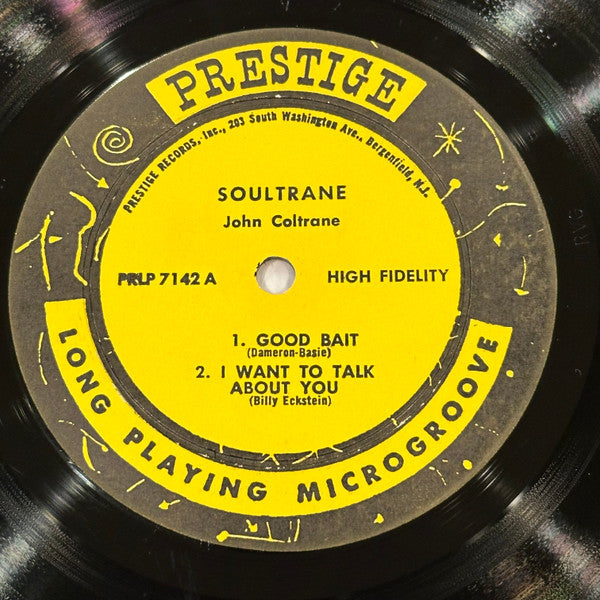 PRESTIGE
PRESTIGE RECORDS, Inc., 203 South Washington Ave., Bergenfield, N.J.
SOULTRANE
John Coltrane
PRLP 7142 A
HIGH FIDELITY
1. GOOD BAIT
(Dameron-Basie)
2. I WANT TO TALK
ABOUT YOU
(Billy Eckstein)
LONG PLAYING MICROGROOVE
RVG